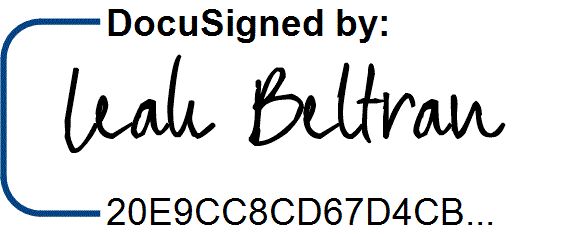 DocuSigned by:
Leah Beltran
20E9CC8CD67D4CB...